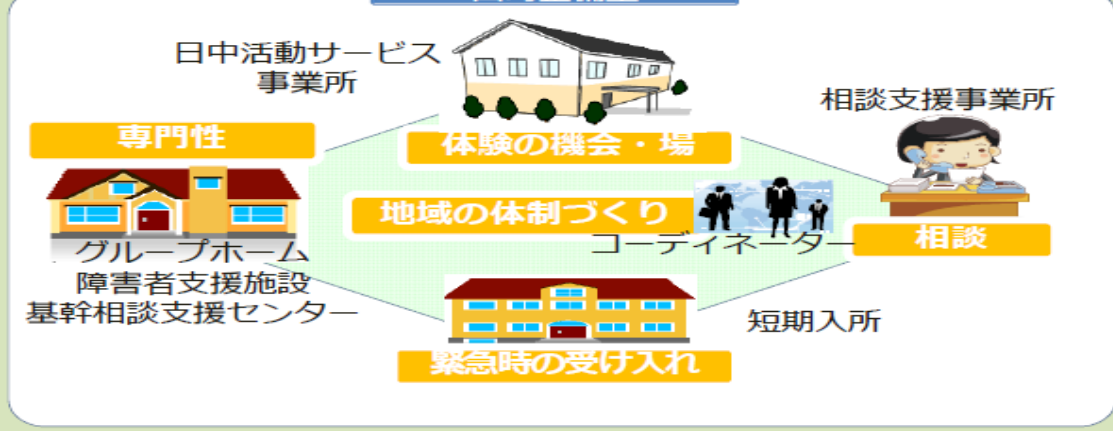 日中活動サービス
事業所
相談支援事業所
専門性
体験の機会・場
地域の体制づくり
コーディネーター
相談
グループホーム
障害者支援施設
基幹相談支援センター
短期入所
緊急時の受け入れ